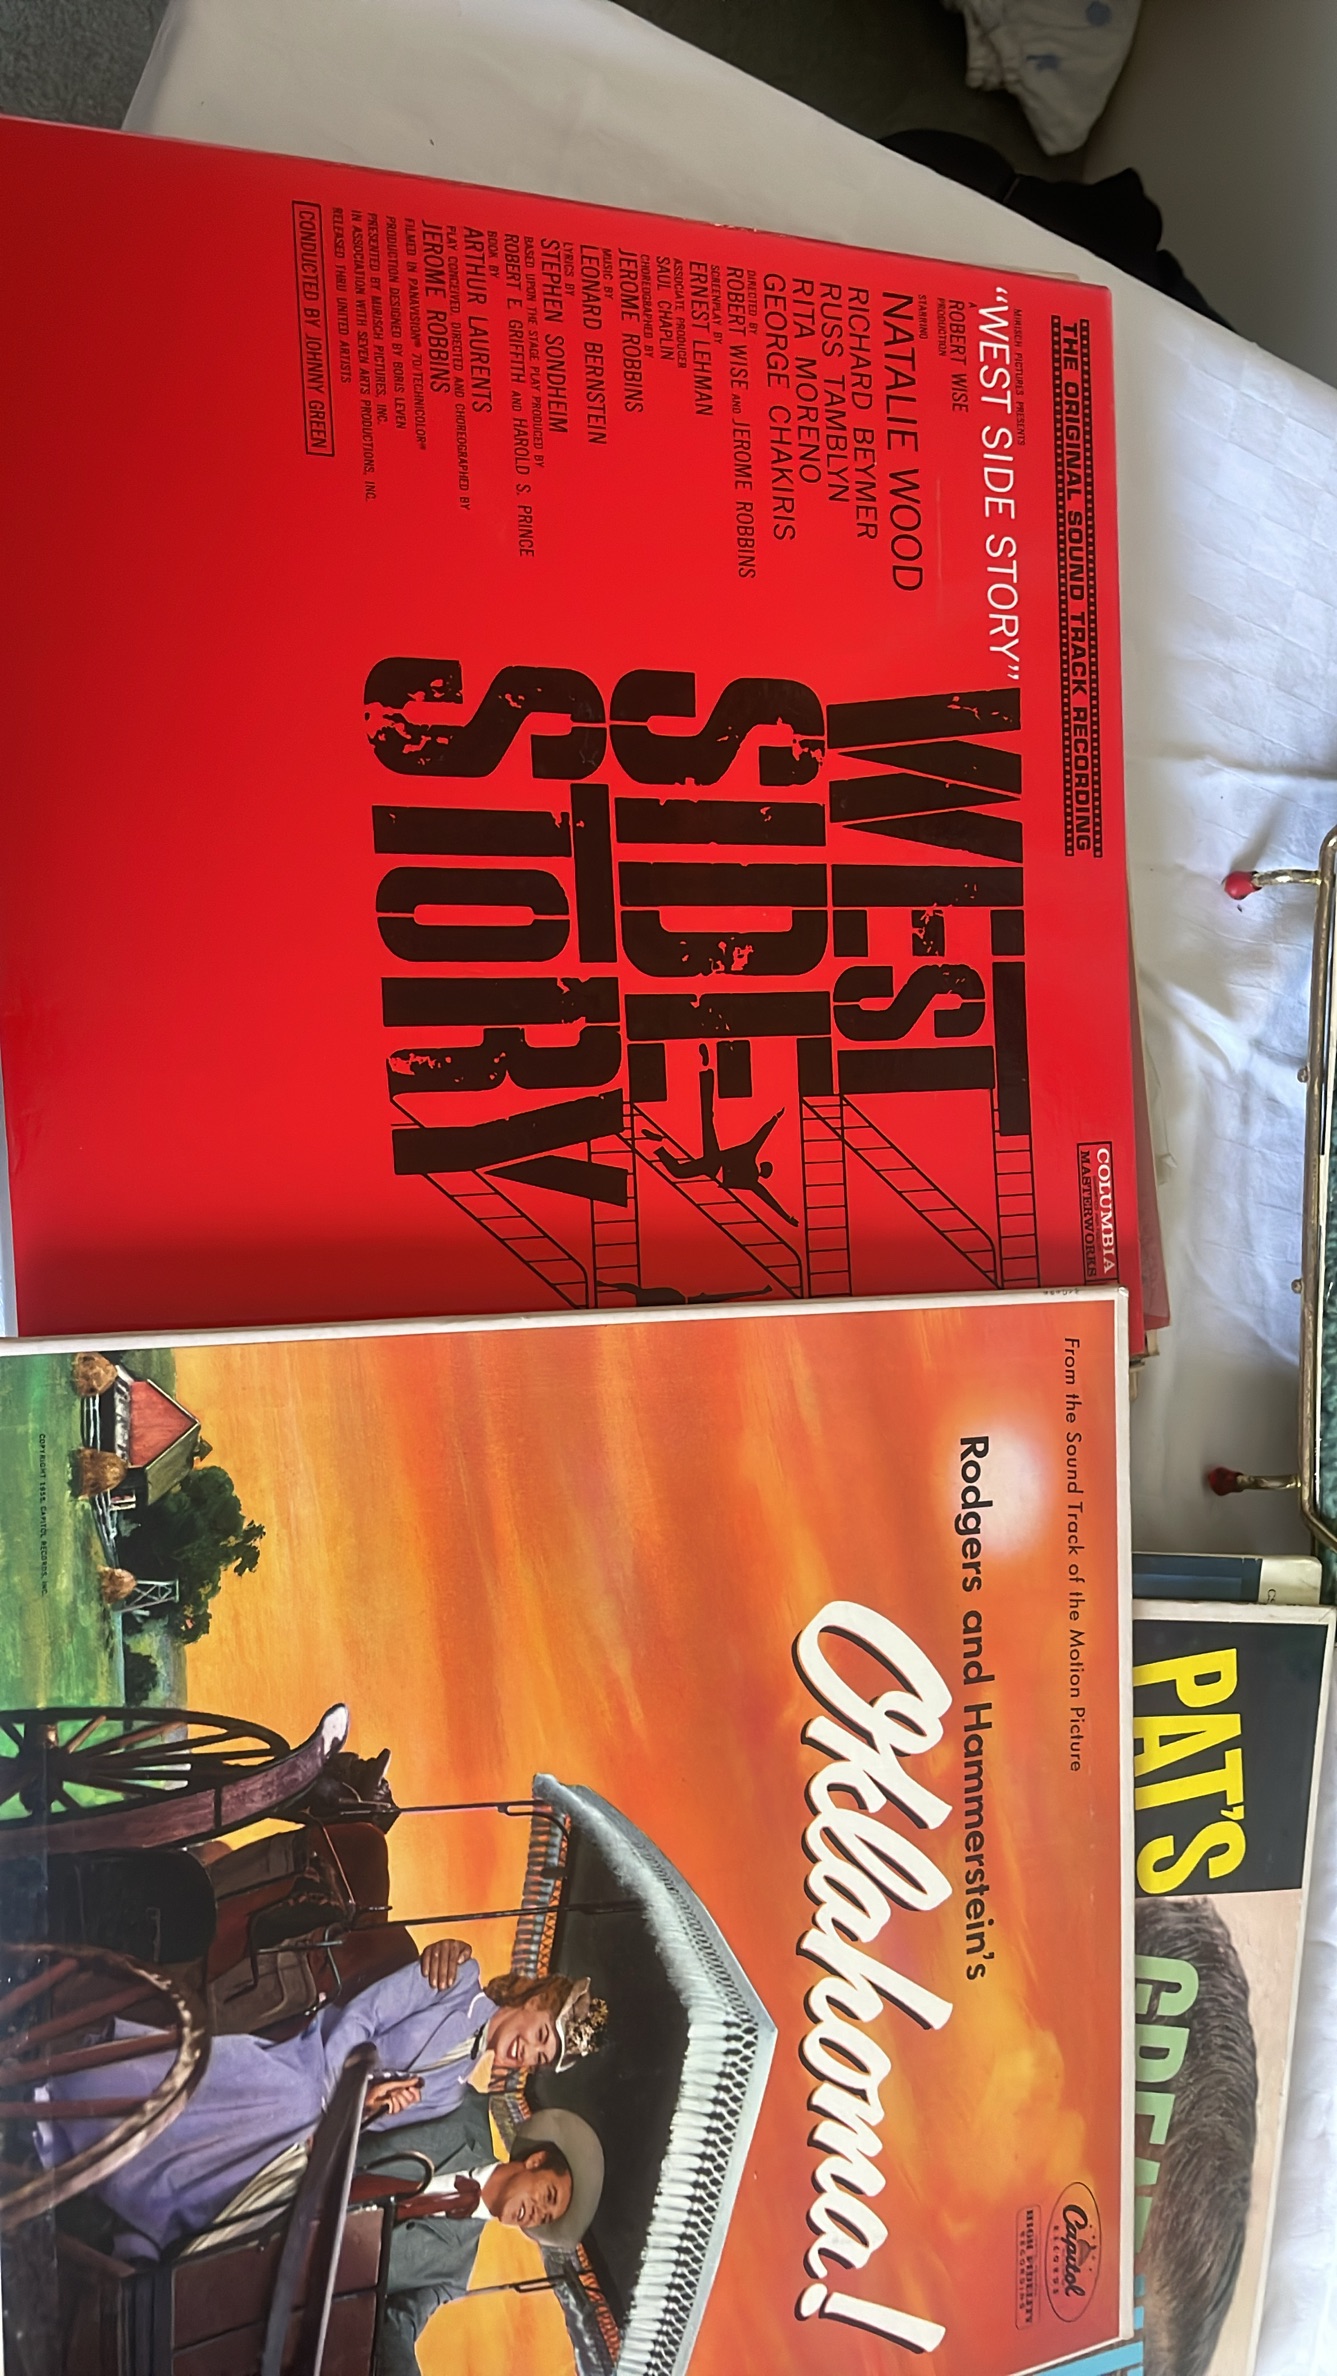 THE ORIGINAL SOUND TRACK RECORDING
COLUMBIA
MASTERWORKS
MIRISCH PICTURES PRESENTS
"WEST SIDE STORY"
A
ROBERT WISE
PRODUCTION
STARRING
NATALIE WOOD
RICHARD BEYMER
RUSS TAMBLYN
RITA MORENO
GEORGE CHAKIRIS
DIRECTED BY
ROBERT WISE AND JEROME ROBBINS
SCREENPLAY BY
ERNEST LEHMAN
ASSOCIATE PRODUCER
SAUL CHAPLIN
CHOREOGRAPHED BY
JEROME ROBBINS
MUSIC BY
LEONARD BERNSTEIN
LYRICS BY
STEPHEN SONDHEIM
BASED UPON THE STAGE PLAY PRODUCED BY
ROBERT E. GRIFFITH AND HAROLD S. PRINCE
BOOK BY
ARTHUR LAURENTS
PLAY CONCEIVED, DIRECTED AND CHOREOGRAPHED BY
JEROME ROBBINS
FILMED IN PANAVISION® 70/TECHNICOLOR®
PRODUCTION DESIGNED BY BORIS LEVEN
PRESENTED BY MIRISCH PICTURES, INC.
IN ASSOCIATION WITH SEVEN ARTS PRODUCTIONS, INC.
RELEASED THRU UNITED ARTISTS
CONDUCTED BY JOHNNY GREEN
WEST
SIDE
STORY
From the Sound Track of the Motion Picture
Capitol
RECORDS
HIGH FIDELITY
RECORDING
Rodgers and Hammerstein's
Oklahoma!
COPYRIGHT 1955, CAPITOL RECORDS, INC.
PAT'S